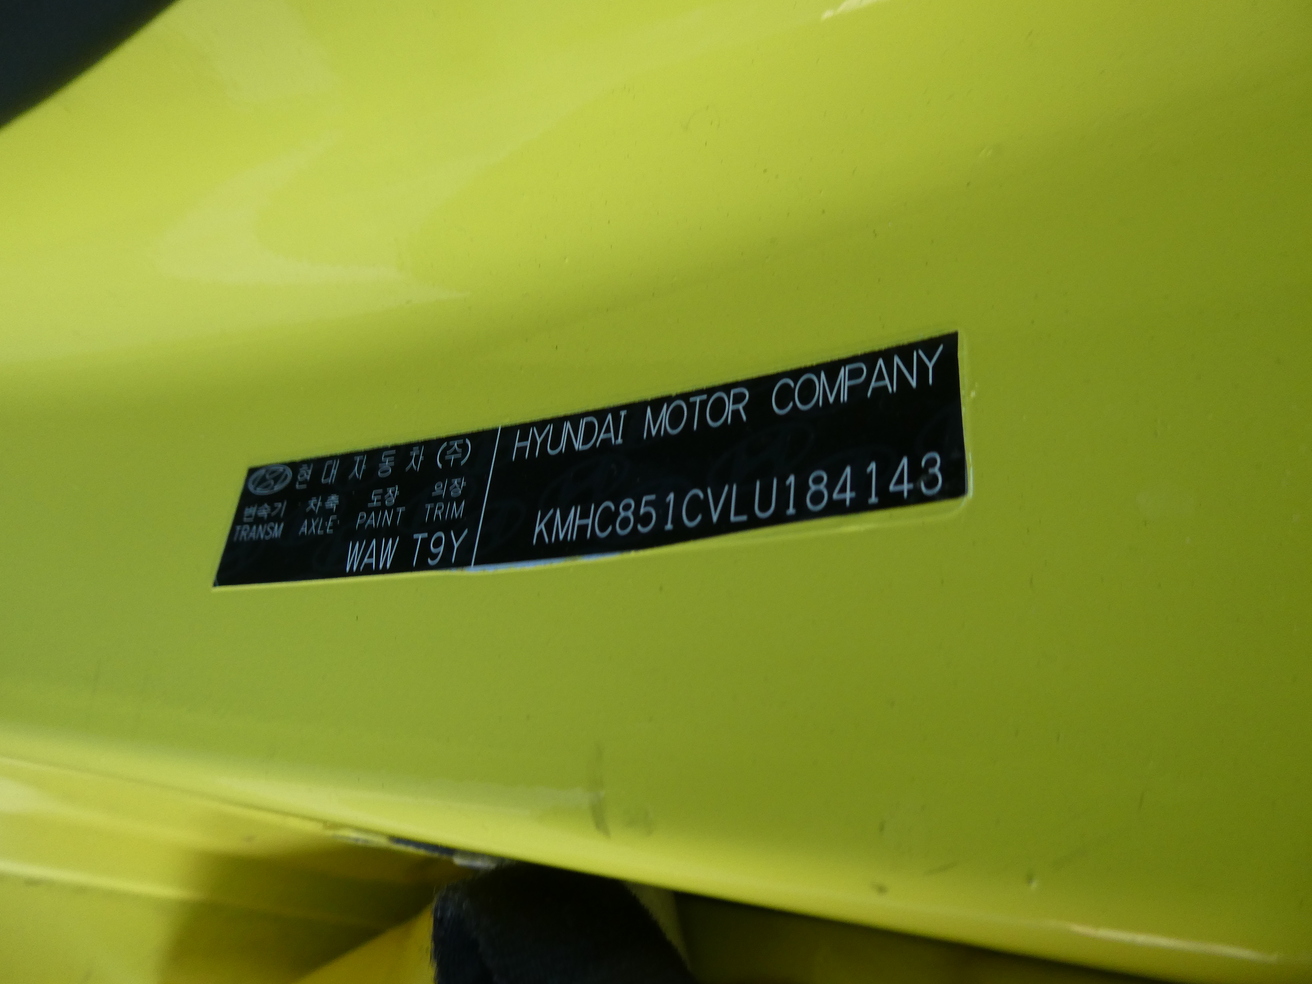 현대자동차(주)
변속기 차축 도장 의장
TRANSM AXLE PAINT TRIM
WAW T9Y
HYUNDAI MOTOR COMPANY
KMHC851CVLU184143